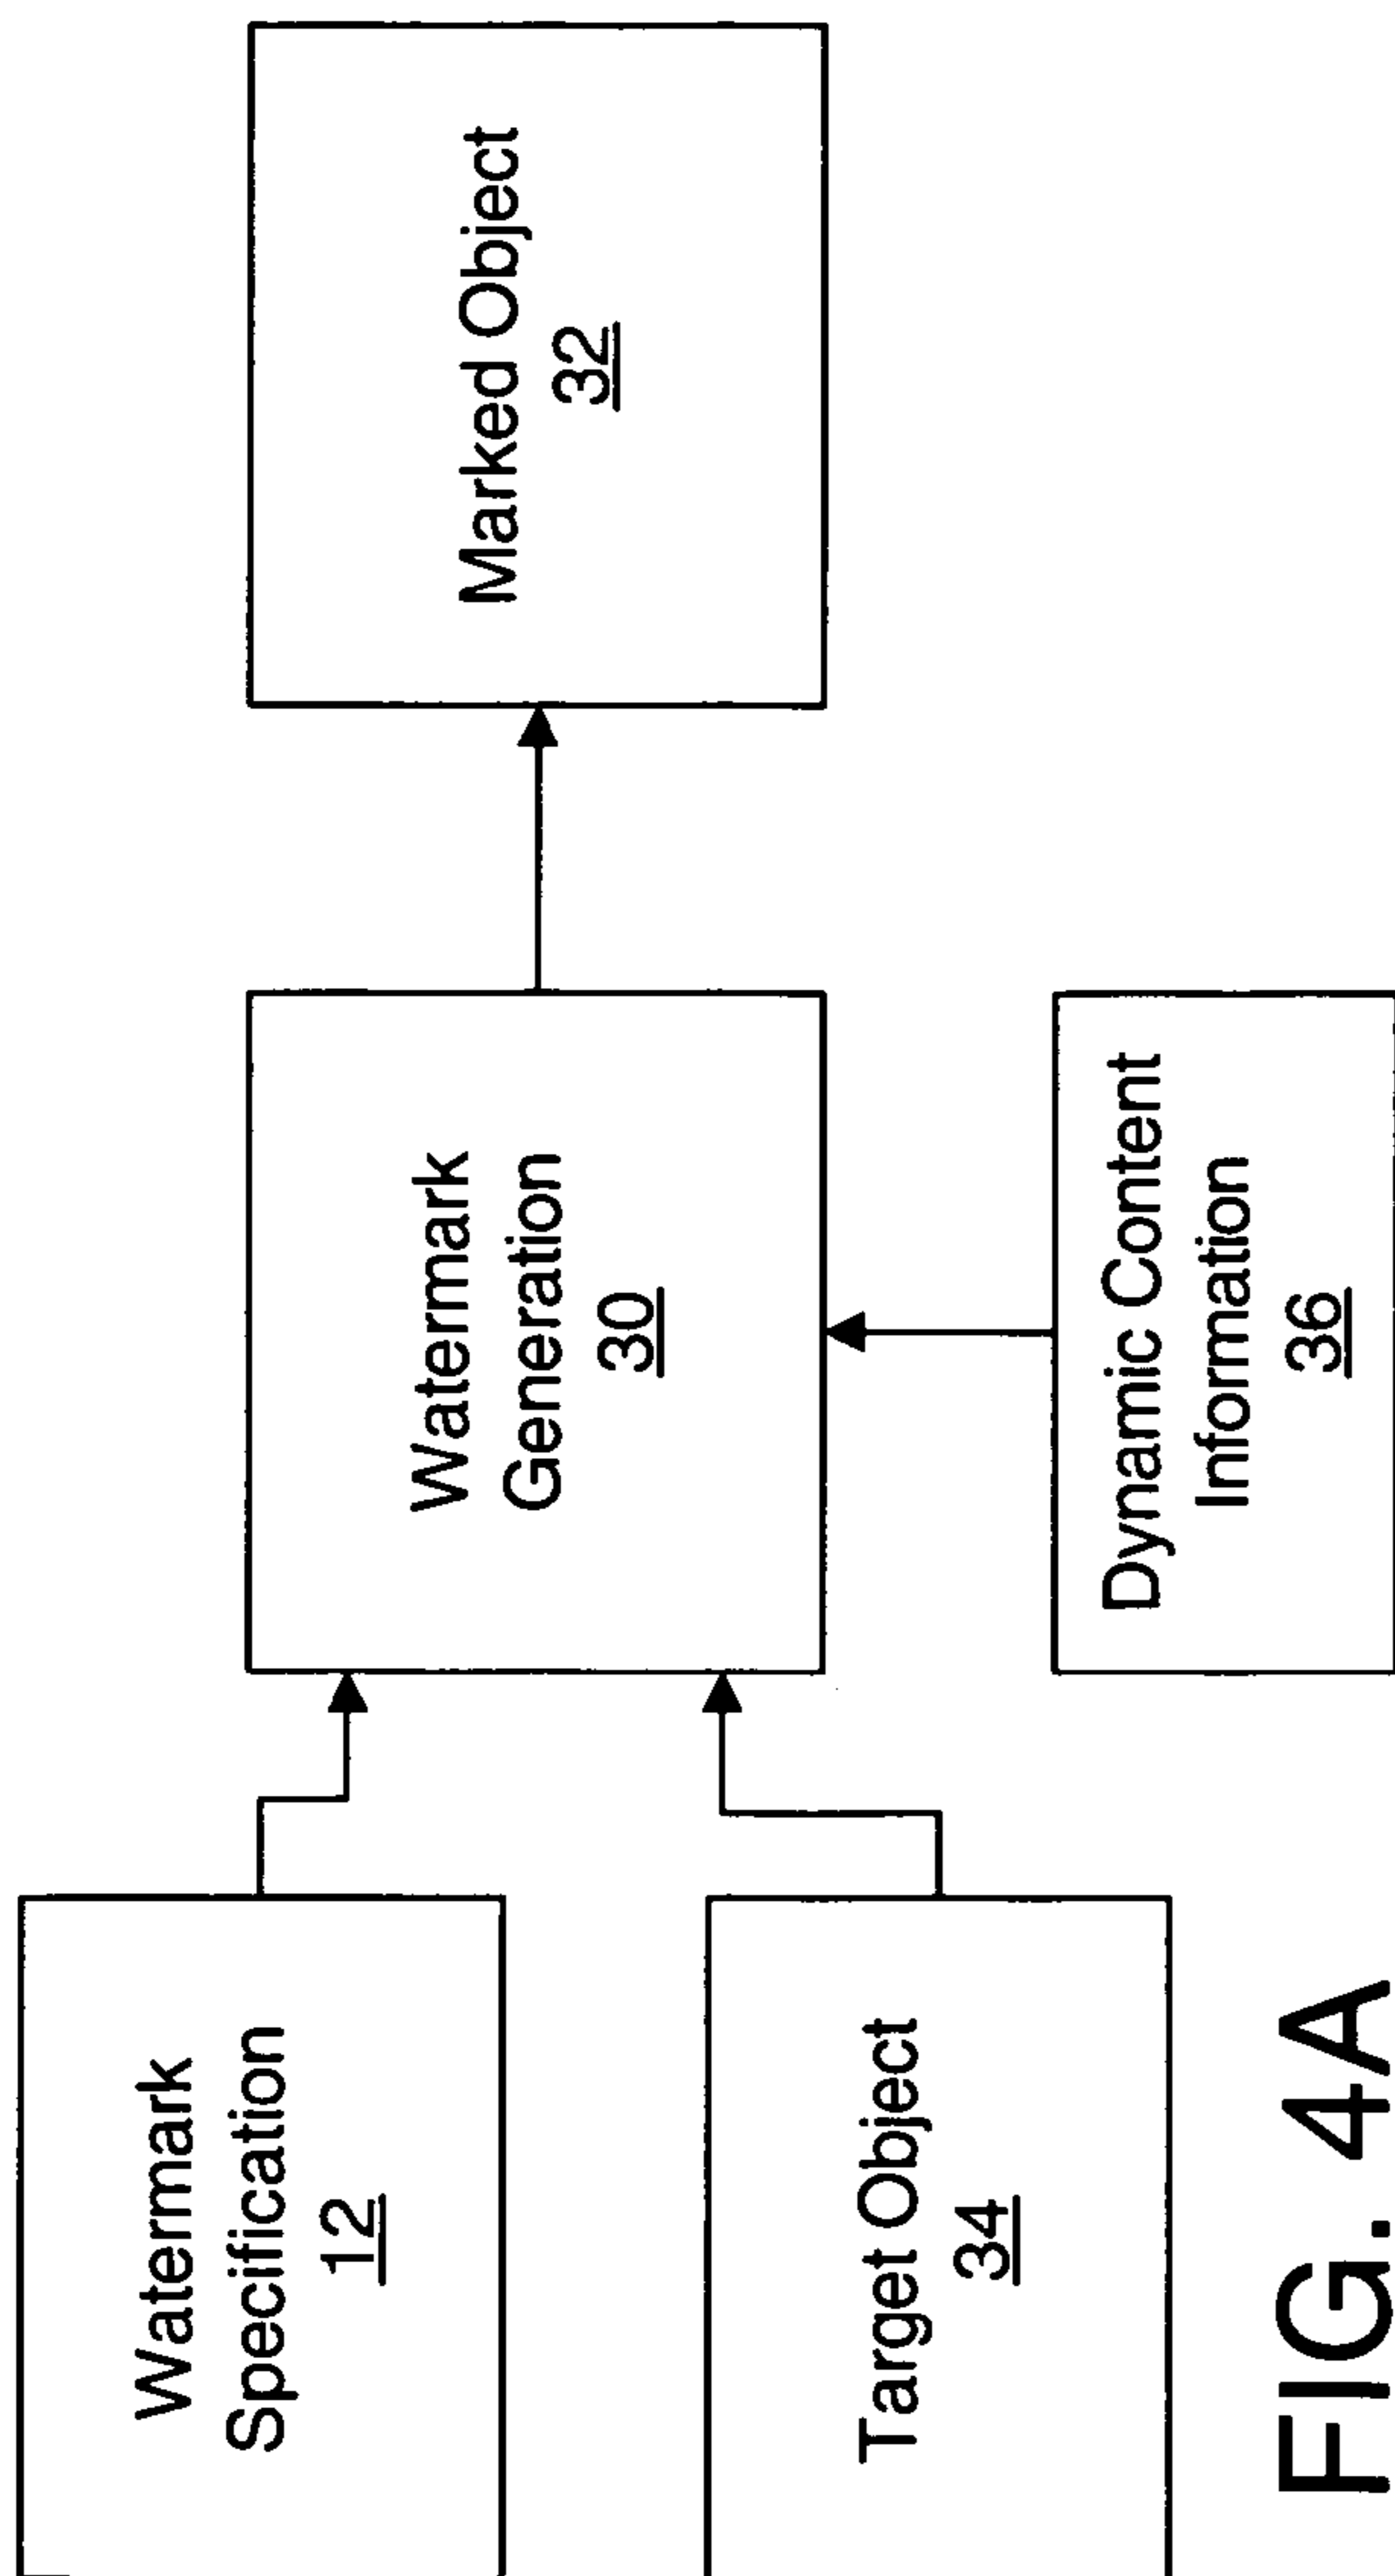 Watermark
Specification
12
Target Object
34
Watermark
Generation
30
Dynamic Content
Information
36
Marked Object
32
FIG. 4A